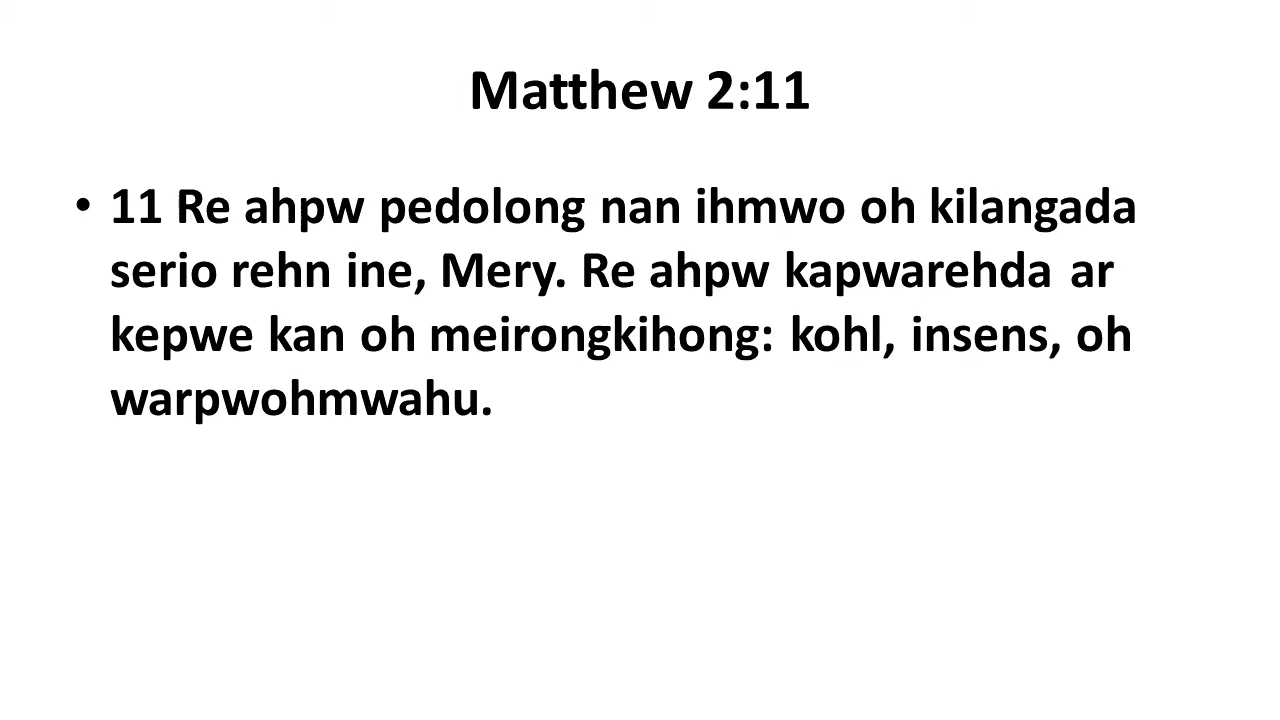 Matthew 2:11
• 11 Re ahpw pedolong nan ihmwo oh kilangada
serio rehn ine, Mery. Re ahpw kapwarehda ar
kepwe kan oh meirongkihong: kohl, insens, oh
warpwohmwahu.